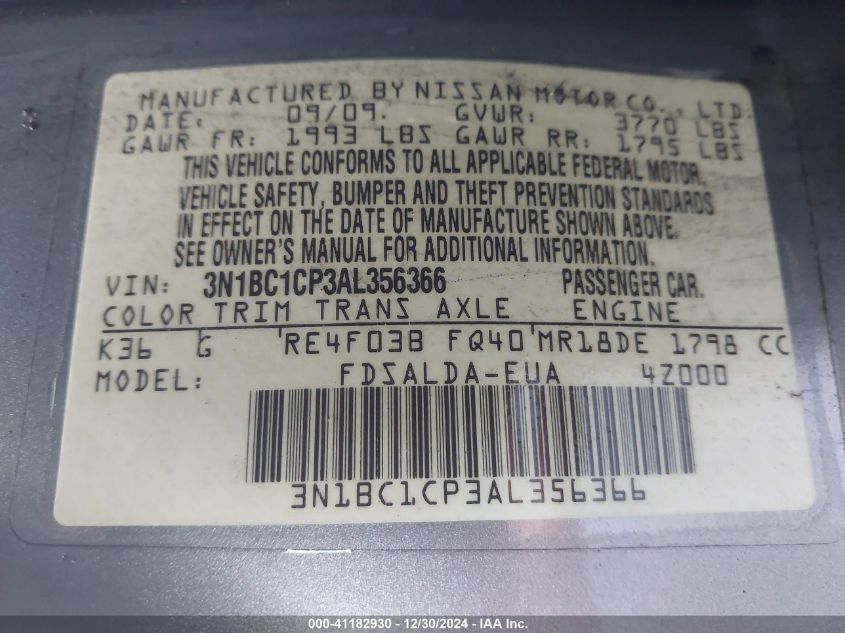 MANUFACTURED BY NISSAN MOTOR CO., LTD.
DATE: 09/09. GVWR: 3770 LBS
GAWR FR: 1993 LBS GAWR RR: 1795 LBS
THIS VEHICLE CONFORMS TO ALL APPLICABLE FEDERAL MOTOR
VEHICLE SAFETY, BUMPER AND THEFT PREVENTION STANDARDS
IN EFFECT ON THE DATE OF MANUFACTURE SHOWN ABOVE.
SEE OWNER'S MANUAL FOR ADDITIONAL INFORMATION.
VIN: 3N1BC1CP3AL356366 PASSENGER CAR.
COLOR TRIM TRANS AXLE ENGINE
K36 G RE4F03B FQ40 MR18DE 1798 CC
MODEL: FDSALDA-EUA 4Z000
3N1BC1CP3AL356366
000-41182930 - 12/30/2024 - IAA Inc.